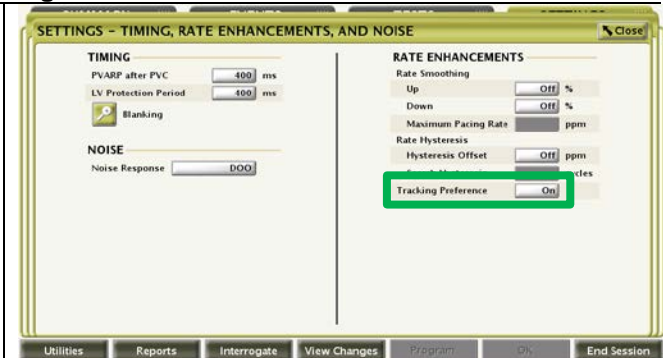 SETTINGS - TIMING, RATE ENHANCEMENTS, AND NOISE
Close
TIMING
PVARP after PVC 400 ms
LV Protection Period 400 ms
Blanking
NOISE
Noise Response DOO
RATE ENHANCEMENTS
Rate Smoothing
Up Off %
Down Off %
Maximum Pacing Rate ppm
Rate Hysteresis
Hysteresis Offset Off ppm
Tracking Preference On
Utilities Reports Interrogate View Changes Program End Session